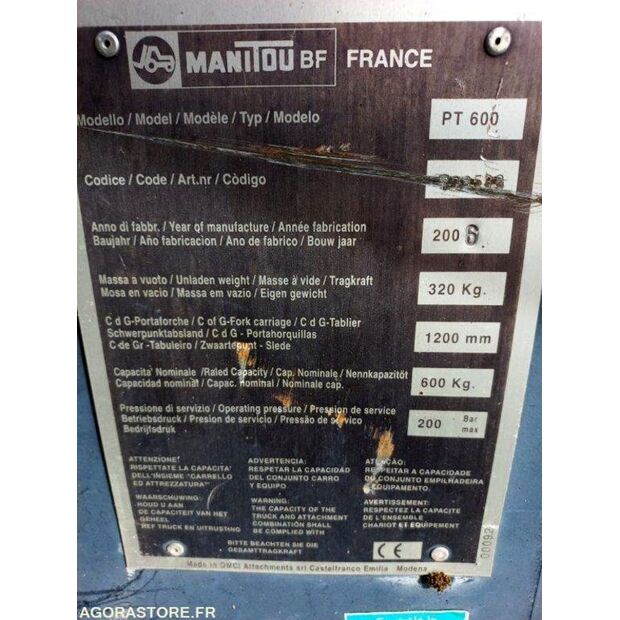 MANITOU BF FRANCE
Modello / Model / Modèle / Typ / Modelo PT 600
Codice / Code / Art.nr / Còdigo
Anno di fabbr. / Year of manufacture / Année fabrication
Baujahr / Año fabricacion / Ano de fabrico / Bouw jaar
2006
Massa a vuoto / Unladen weight / Masse à vide / Tragkraft
Mosa en vacio / Massa em vazio / Eigen gewicht
320 Kg.
C d G-Portaforche / C of G-Fork carriage / C d G-Tablier
Schwerpunktabsland / C d G - Portahorquillas
C de Gr -Tabuleiro / Zwaartepunt - Slede
1200 mm
Capacita' Nominale /Raled Capacity / Cap. Nominale / Nennkapazitöt
Capacidad nominal / Capac. nominal / Nominale cap.
600 Kg.
Pressione di servizio / Operating pressure / Pression de service
Betriebsdruck / Presion de servicio / Pressão de servico
Bedrijfsdruk
200 Bar max
ATTENZIONE:
RISPETTATE LA CAPACITA'
DELL'INSIEME "CARRELLO
ED ATTREZZATURA"
ADVERTENCIA:
RESPETAR LA CAPACIDAD
DEL CONJUNTO CARRO
Y EQUIPO
RESPEITAR A CAPACIDADE
DO CONJUNTO EMPILHADEIRA
EQUIPAMENTO.
WAARSCHUWING:
HOUD U AAN
DE CAPACITEIT VAN HET
GEHEEL
HEF TRUCK EN UITRUSTING
WARNING:
THE CAPACITY OF THE
TRUCK AND ATTACHMENT
COMBINATION SHALL
BE COMPLIED WITH
AVERTISSEMENT:
RESPECTEZ LA CAPACITE
DE L'ENSEMBLE
CHARIOT ET EQUIPEMENT
BITTE BEACHTEN SIE DIE
GESAMTTRAGKRAFT
CE
Made in OMCI Attachments srl Castelfranco Emilia Modena
AGORASTORE.FR